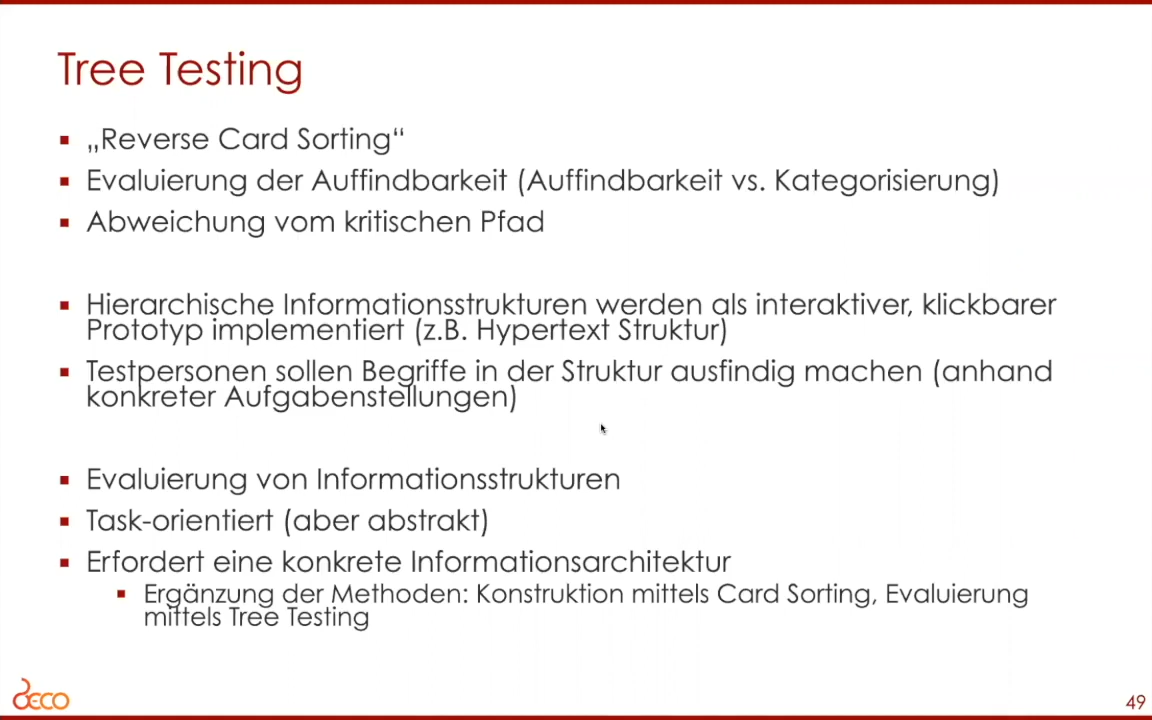 Tree Testing
„Reverse Card Sorting“
Evaluierung der Auffindbarkeit (Auffindbarkeit vs. Kategorisierung)
Abweichung vom kritischen Pfad
Hierarchische Informationsstrukturen werden als interaktiver, klickbarer
Prototyp implementiert (z.B. Hypertext Struktur)
Testpersonen sollen Begriffe in der Struktur ausfindig machen (anhand
konkreter Aufgabenstellungen)
Evaluierung von Informationsstrukturen
Task-orientiert (aber abstrakt)
Erfordert eine konkrete Informationsarchitektur
Ergänzung der Methoden: Konstruktion mittels Card Sorting, Evaluierung
mittels Tree Testing
DECO
49